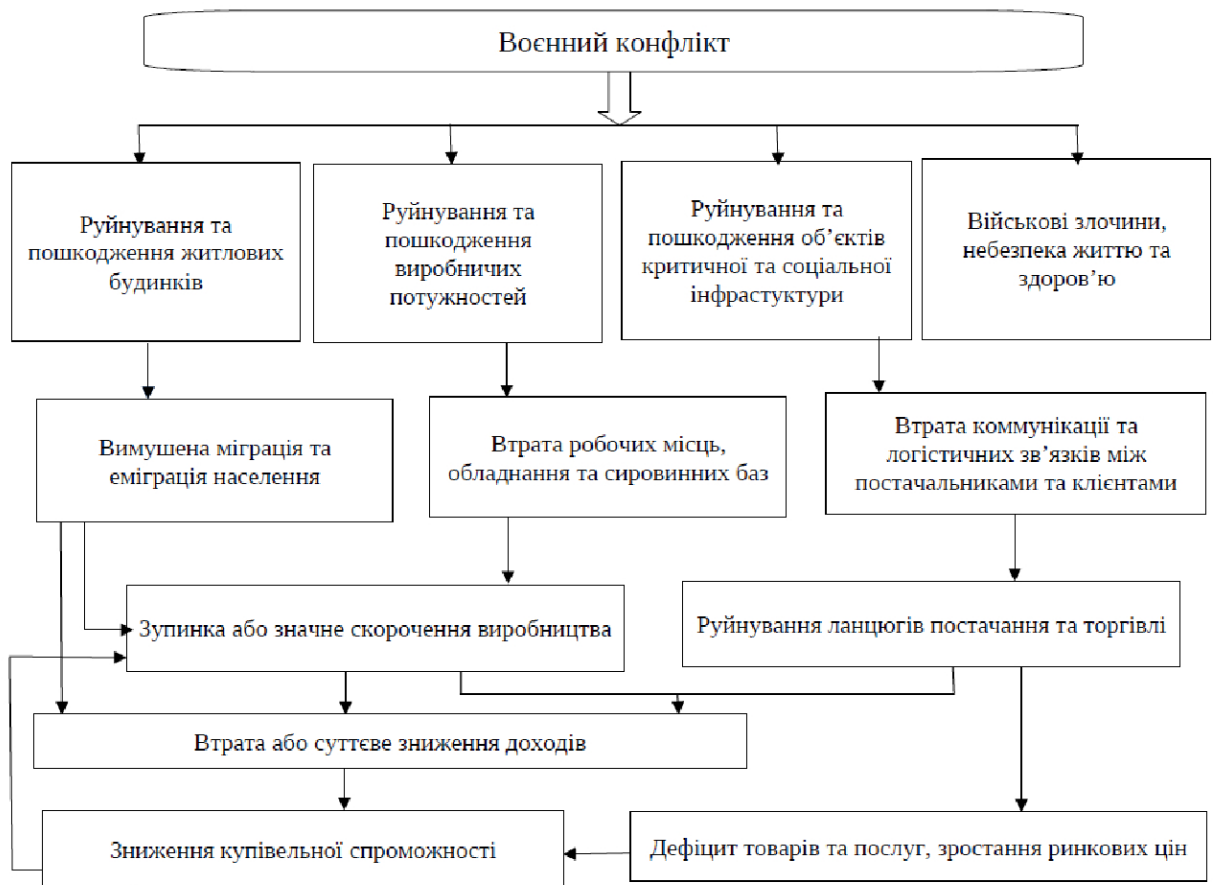 Воєнний конфлікт
Руйнування та
пошкодження житлових
будинків
Руйнування та
пошкодження
виробничих
потужностей
Руйнування та
пошкодження об’єктів
критичної та соціальної
інфрастуктури
Військові злочини,
небезпека життю та
здоров’ю
Вимушена міграція та
еміграція населення
Втрата робочих місць,
обладнання та сировинних баз
Втрата коммунікації та
логістичних зв’язків між
постачальниками та клієнтами
Зупинка або значне скорочення виробництва
Руйнування ланцюгів постачання та торгівлі
Втрата або суттєве зниження доходів
Зниження купівельної спроможності
Дефіцит товарів та послуг, зростання ринкових цін